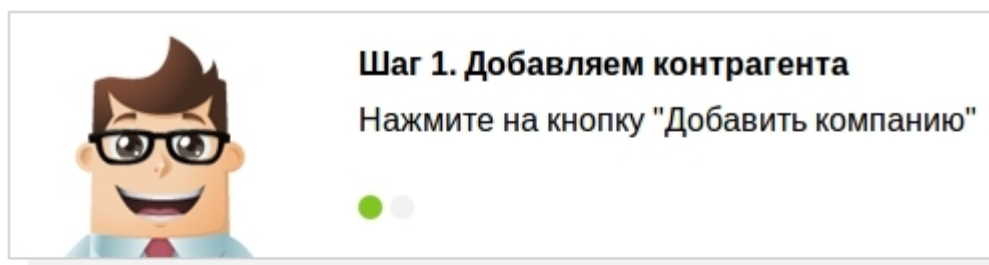 Шаг 1. Добавляем контрагента
Нажмите на кнопку "Добавить компанию"